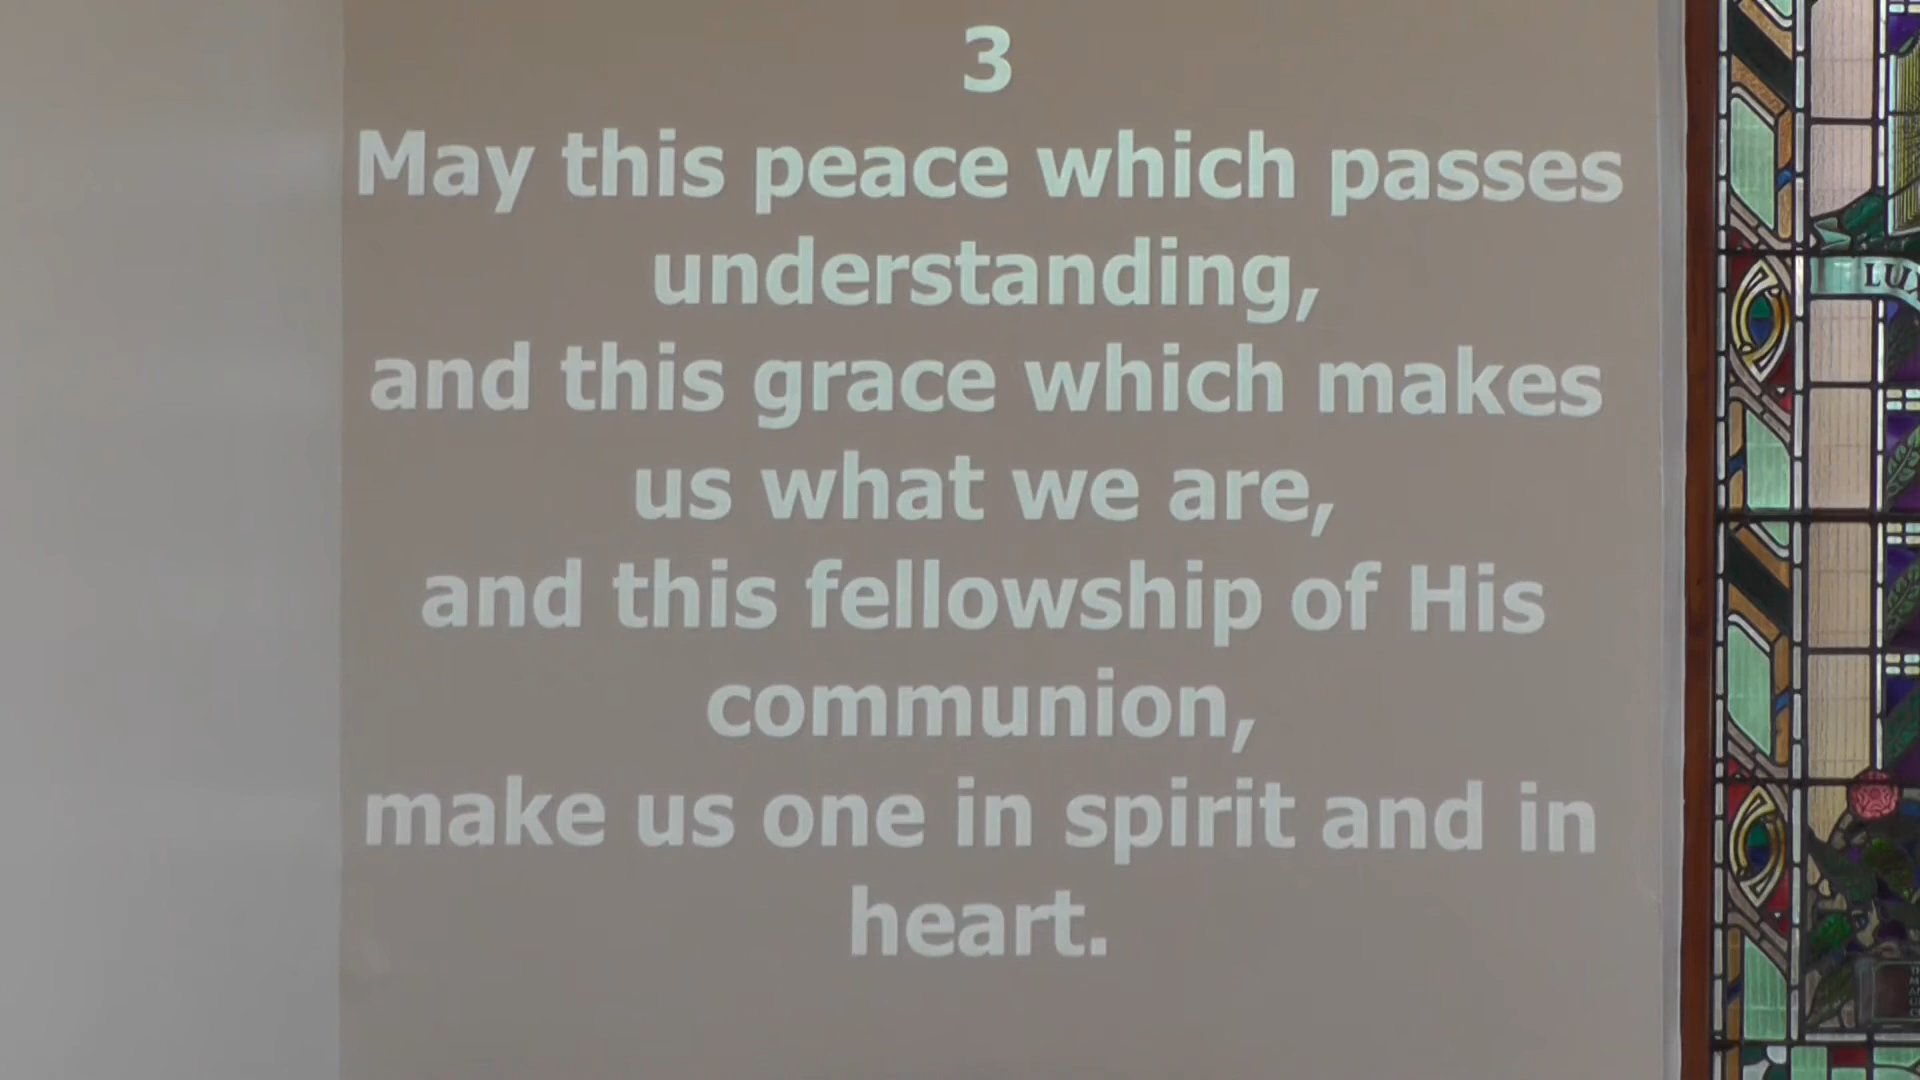 3
May this peace which passes
understanding,
and this grace which makes
us what we are,
and this fellowship of His
communion,
make us one in spirit and in
heart.
LUX